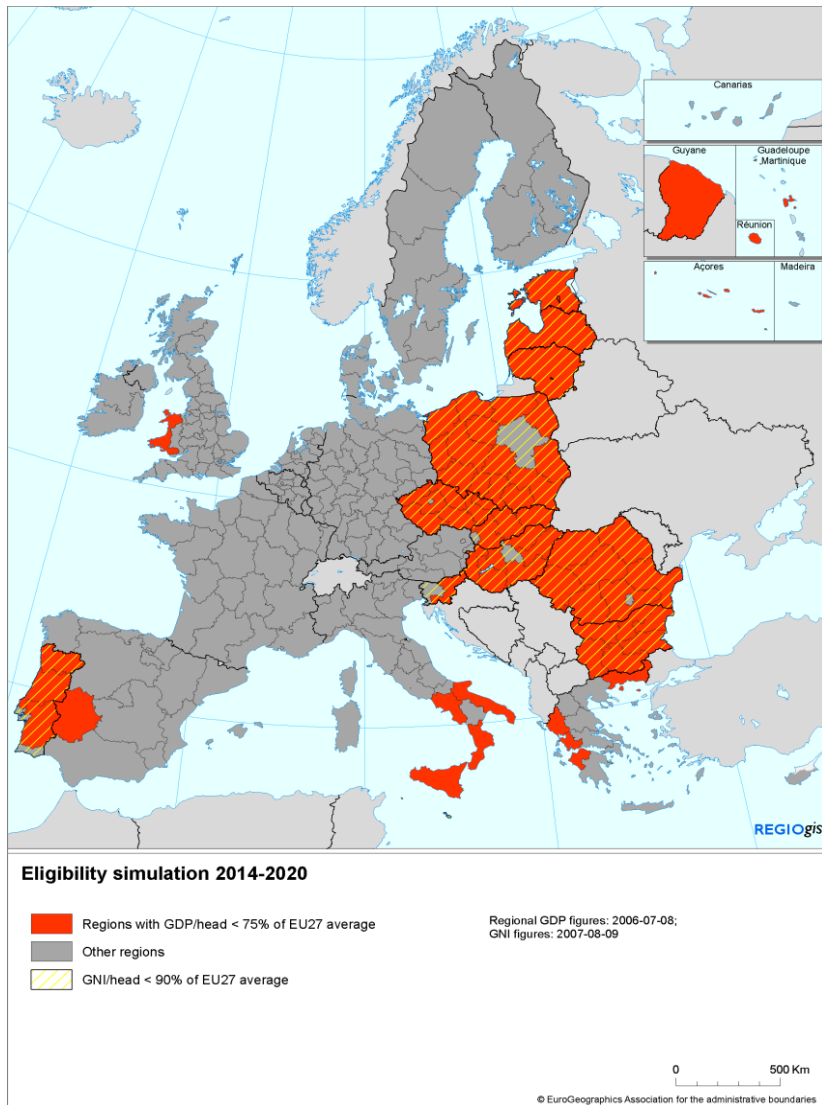 Canarias
Guyane
Guadeloupe
Martinique
Réunion
Açores
Madeira
REGIOgis
Eligibility simulation 2014-2020
Regions with GDP/head < 75% of EU27 average
Other regions
GNI/head < 90% of EU27 average
Regional GDP figures: 2006-07-08;
GNI figures: 2007-08-09
0 500 Km
© EuroGeographics Association for the administrative boundaries